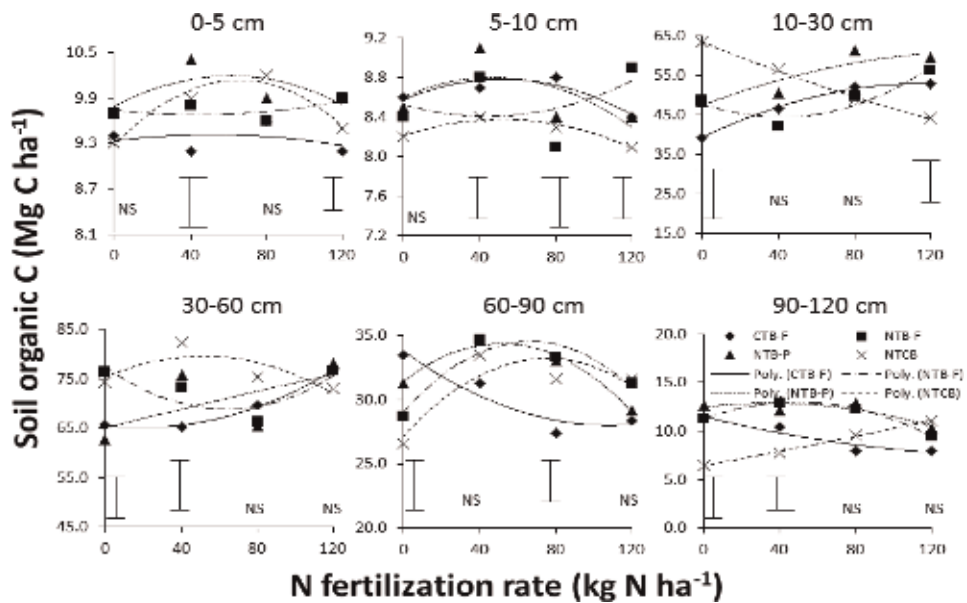 Soil organic C (Mg C ha⁻¹)
0-5 cm
10.5
9.9
9.3
8.7
8.1
NS
NS
0 40 80 120
5-10 cm
9.2
8.8
8.4
8.0
7.6
7.2
NS
0 40 80 120
10-30 cm
65.0
55.0
45.0
35.0
25.0
15.0
NS
NS
0 40 80 120
30-60 cm
85.0
75.0
65.0
55.0
45.0
NS
NS
0 40 80 120
60-90 cm
35.0
30.0
25.0
20.0
NS
NS
0 40 80 120
90-120 cm
20.0
15.0
10.0
5.0
0.0
CTB-F NTB-F
NTB-P NTCB
Poly. (CTB-F) Poly. (NTB-F)
Poly. (NTB-P) Poly. (NTCB)
NS
NS
0 40 80 120
N fertilization rate (kg N ha⁻¹)